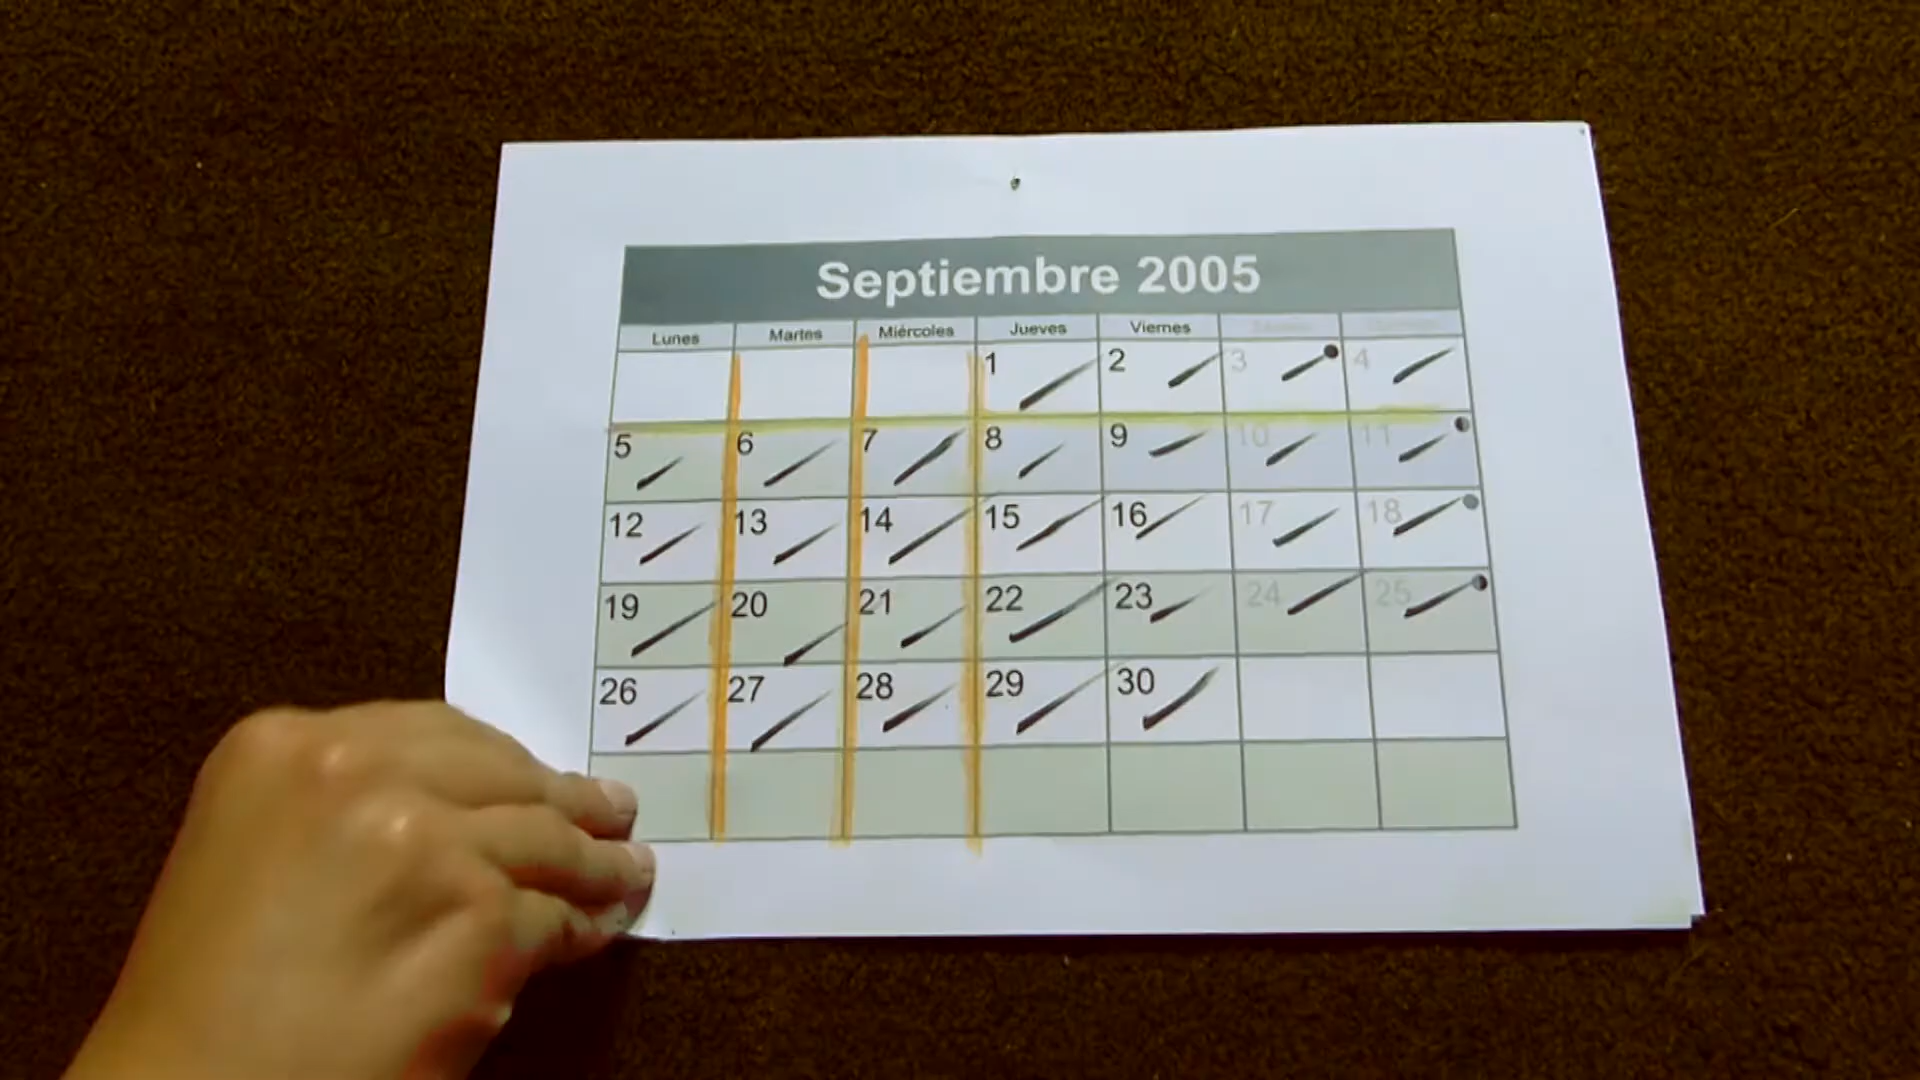 Septiembre 2005
Lunes Martes Miércoles Jueves Viernes
1 2 3 4
5 6 7 8 9 10 11
12 13 14 15 16 17 18
19 20 21 22 23 24 25
26 27 28 29 30